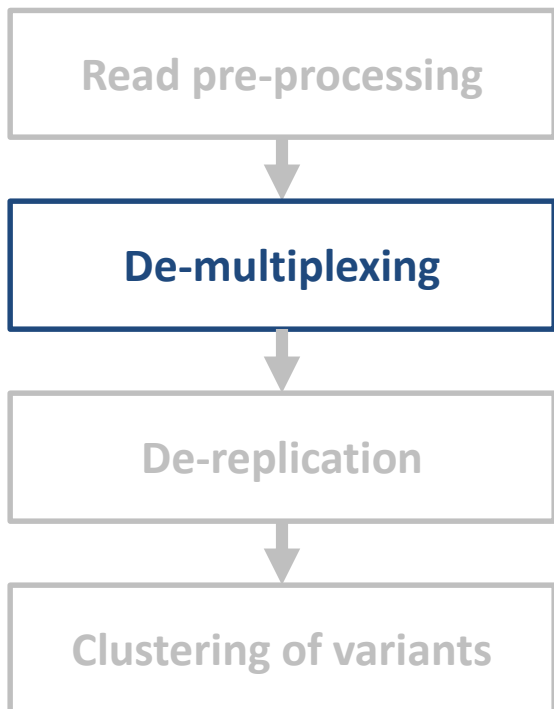 Read pre-processing
De-multiplexing
De-replication
Clustering of variants